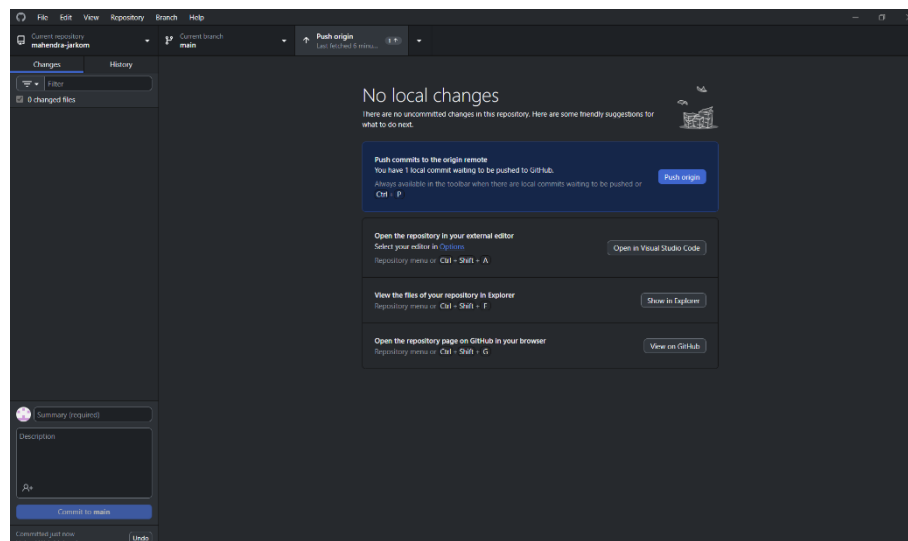 File Edit View Repository Branch Help
Current repository
mahendra-jarkom
Current branch
main
Push origin
Last fetched 6 minu...
1
Changes History
Filter
0 changed files
No local changes
There are no uncommitted changes in this repository. Here are some friendly suggestions for
what to do next.
Push commits to the origin remote
You have 1 local commit waiting to be pushed to GitHub.
Always available in the toolbar when there are local commits waiting to be pushed or
Ctrl + P
Push origin
Open the repository in your external editor
Select your editor in Options
Repository menu or Ctrl + Shift + A
Open in Visual Studio Code
View the files of your repository in Explorer
Repository menu or Ctrl + Shift + F
Show in Explorer
Open the repository page on GitHub in your browser
Repository menu or Ctrl + Shift + G
View on GitHub
Summary (required)
Description
Commit to main
Committed just now
Undo